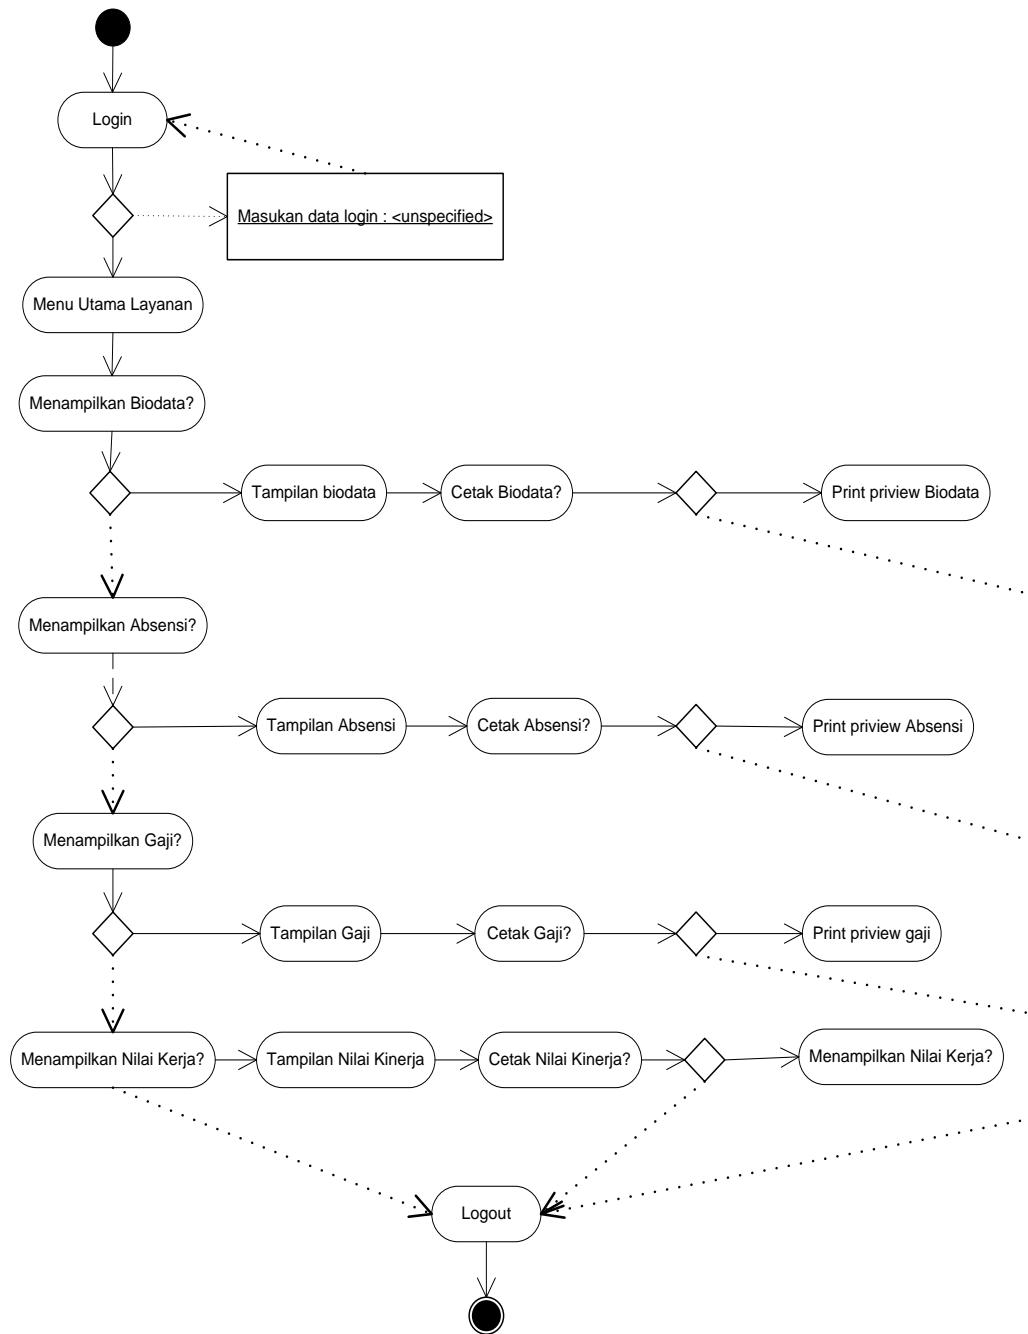 Login
Masukan data login : <unspecified>
Menu Utama Layanan
Menampilkan Biodata?
Tampilan biodata
Cetak Biodata?
Print priview Biodata
Menampilkan Absensi?
Tampilan Absensi
Cetak Absensi?
Print priview Absensi
Menampilkan Gaji?
Tampilan Gaji
Cetak Gaji?
Print priview gaji
Menampilkan Nilai Kerja?
Tampilan Nilai Kinerja
Cetak Nilai Kinerja?
Menampilkan Nilai Kerja?
Logout